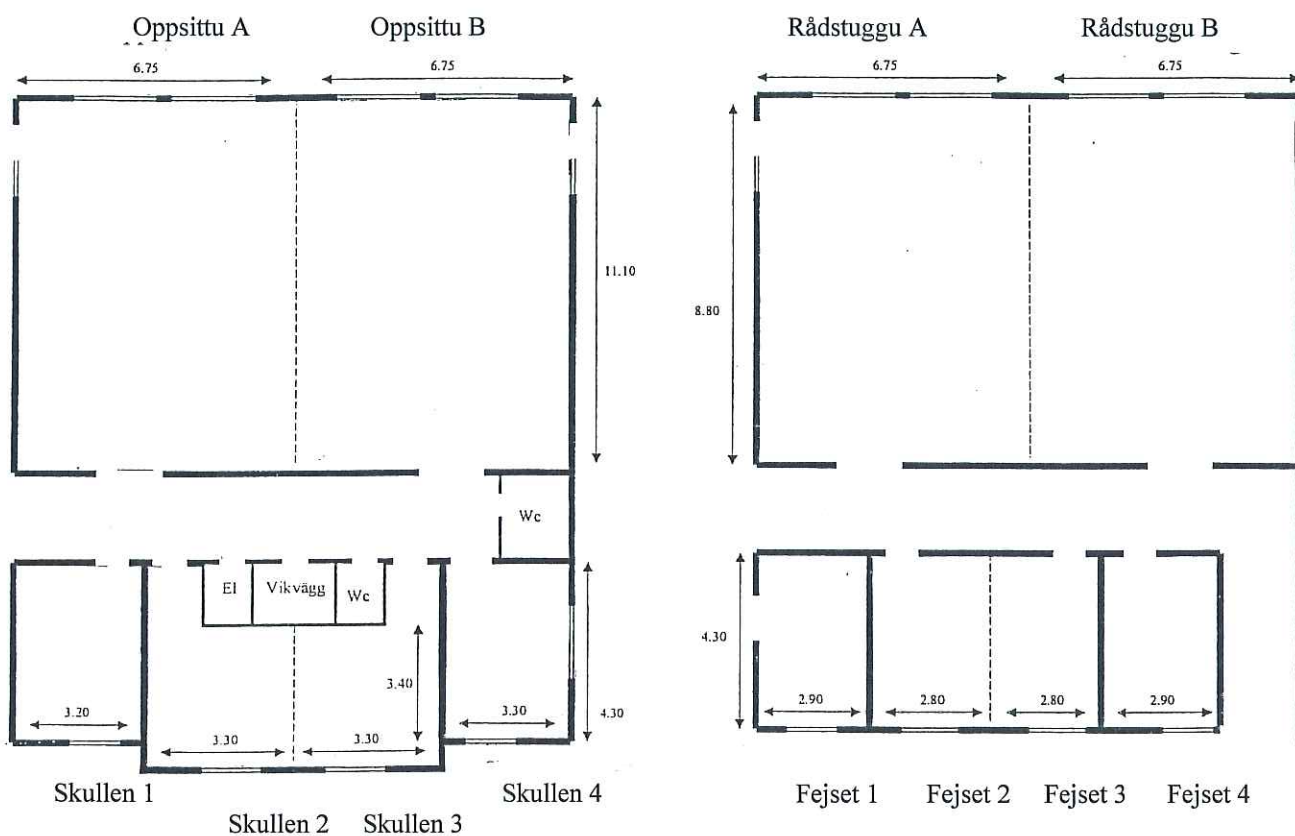 Oppsittu A Oppsittu B
6.75 6.75
11.10
Wc
El Vikvägg Wc
3.40
3.20 3.30 4.30
3.30 3.30
Skullen 1 Skullen 4
Skullen 2 Skullen 3
Rådstuggu A Rådstuggu B
6.75 6.75
8.80
4.30
2.90 2.80 2.80 2.90
Fejset 1 Fejset 2 Fejset 3 Fejset 4